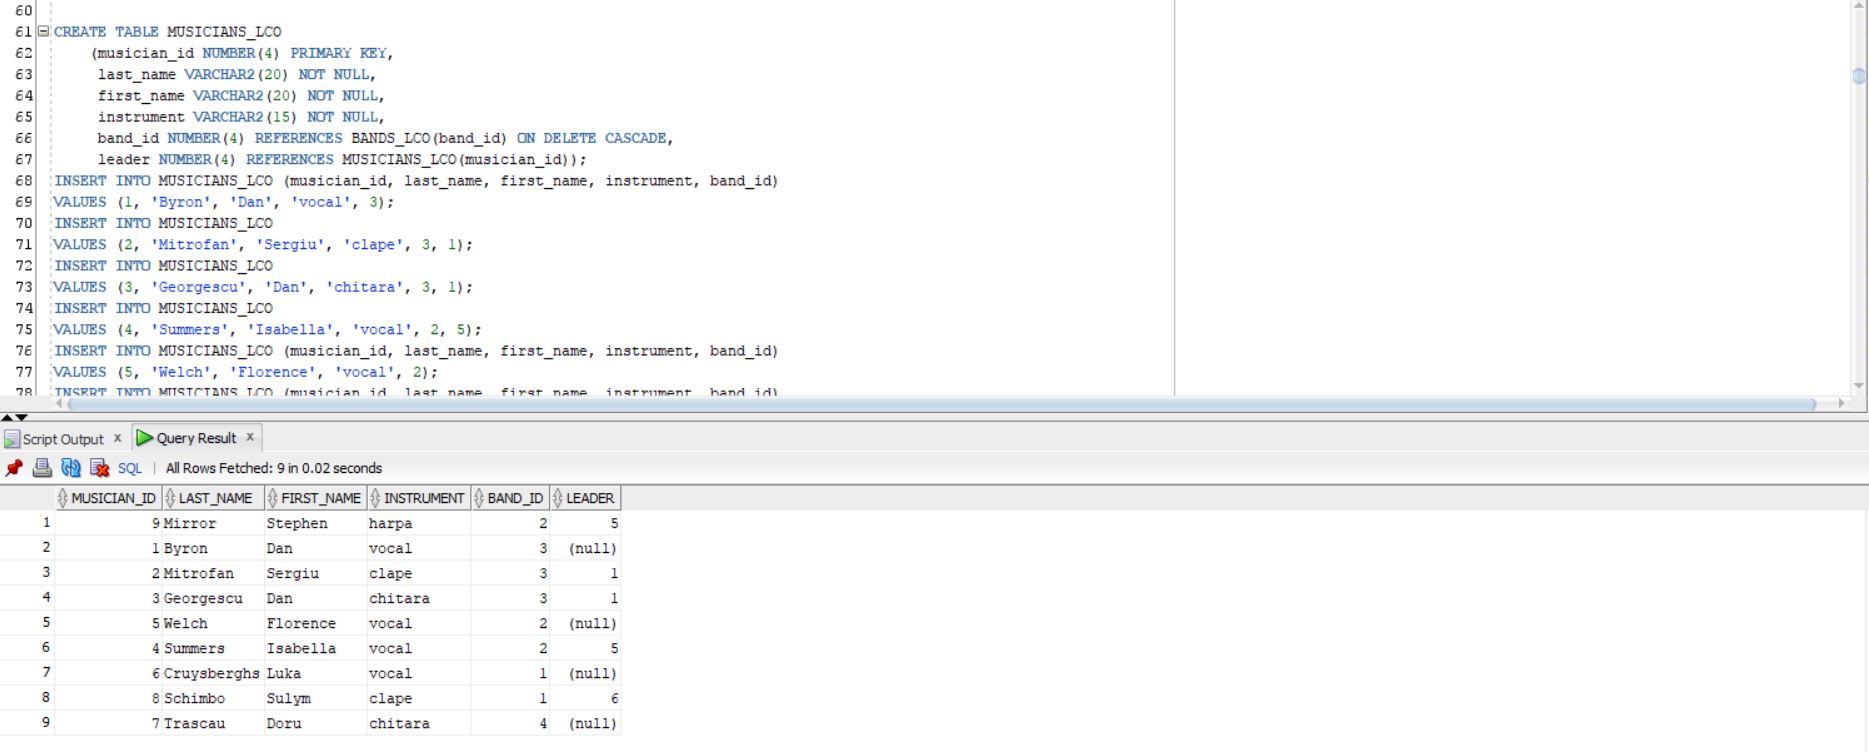 60
61 CREATE TABLE MUSICIANS_LCO
62 (musician_id NUMBER(4) PRIMARY KEY,
63 last_name VARCHAR2(20) NOT NULL,
64 first_name VARCHAR2(20) NOT NULL,
65 instrument VARCHAR2(15) NOT NULL,
66 band_id NUMBER(4) REFERENCES BANDS_LCO(band_id) ON DELETE CASCADE,
67 leader NUMBER(4) REFERENCES MUSICIANS_LCO(musician_id));
68 INSERT INTO MUSICIANS_LCO (musician_id, last_name, first_name, instrument, band_id)
69 VALUES (1, 'Byron', 'Dan', 'vocal', 3);
70 INSERT INTO MUSICIANS_LCO
71 VALUES (2, 'Mitrofan', 'Sergiu', 'clape', 3, 1);
72 INSERT INTO MUSICIANS_LCO
73 VALUES (3, 'Georgescu', 'Dan', 'chitara', 3, 1);
74 INSERT INTO MUSICIANS_LCO
75 VALUES (4, 'Summers', 'Isabella', 'vocal', 2, 5);
76 INSERT INTO MUSICIANS_LCO (musician_id, last_name, first_name, instrument, band_id)
77 VALUES (5, 'Welch', 'Florence', 'vocal', 2);
78 INSERT INTO MUSICIANS_LCO (musician_id, last_name, first_name, instrument, band_id)
Script Output x Query Result x
SQL | All Rows Fetched: 9 in 0.02 seconds
MUSICIAN_ID LAST_NAME FIRST_NAME INSTRUMENT BAND_ID LEADER
1 9 Mirror Stephen harpa 2 5
2 1 Byron Dan vocal 3 (null)
3 2 Mitrofan Sergiu clape 3 1
4 3 Georgescu Dan chitara 3 1
5 5 Welch Florence vocal 2 (null)
6 4 Summers Isabella vocal 2 5
7 6 Cruysberghs Luka vocal 1 (null)
8 8 Schimbo Sulym clape 1 6
9 7 Trascau Doru chitara 4 (null)